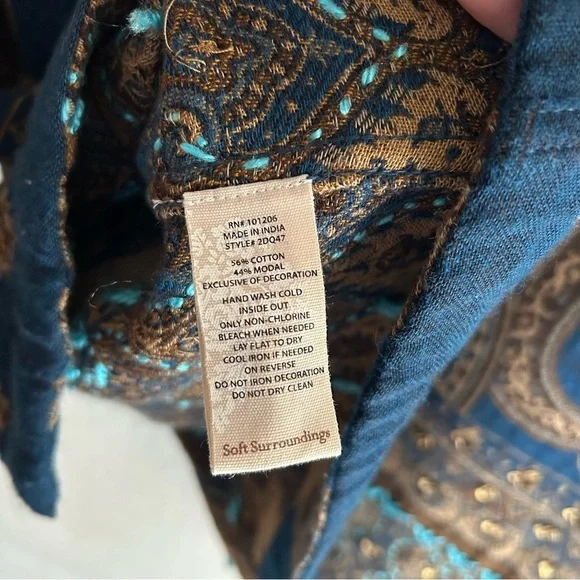 RN# 101206
MADE IN INDIA
STYLE# 2DQ47
56% COTTON
44% MODAL
EXCLUSIVE OF DECORATION
HAND WASH COLD
INSIDE OUT
ONLY NON-CHLORINE
BLEACH WHEN NEEDED
LAY FLAT TO DRY
COOL IRON IF NEEDED
ON REVERSE
DO NOT IRON DECORATION
DO NOT DRY CLEAN
Soft Surroundings